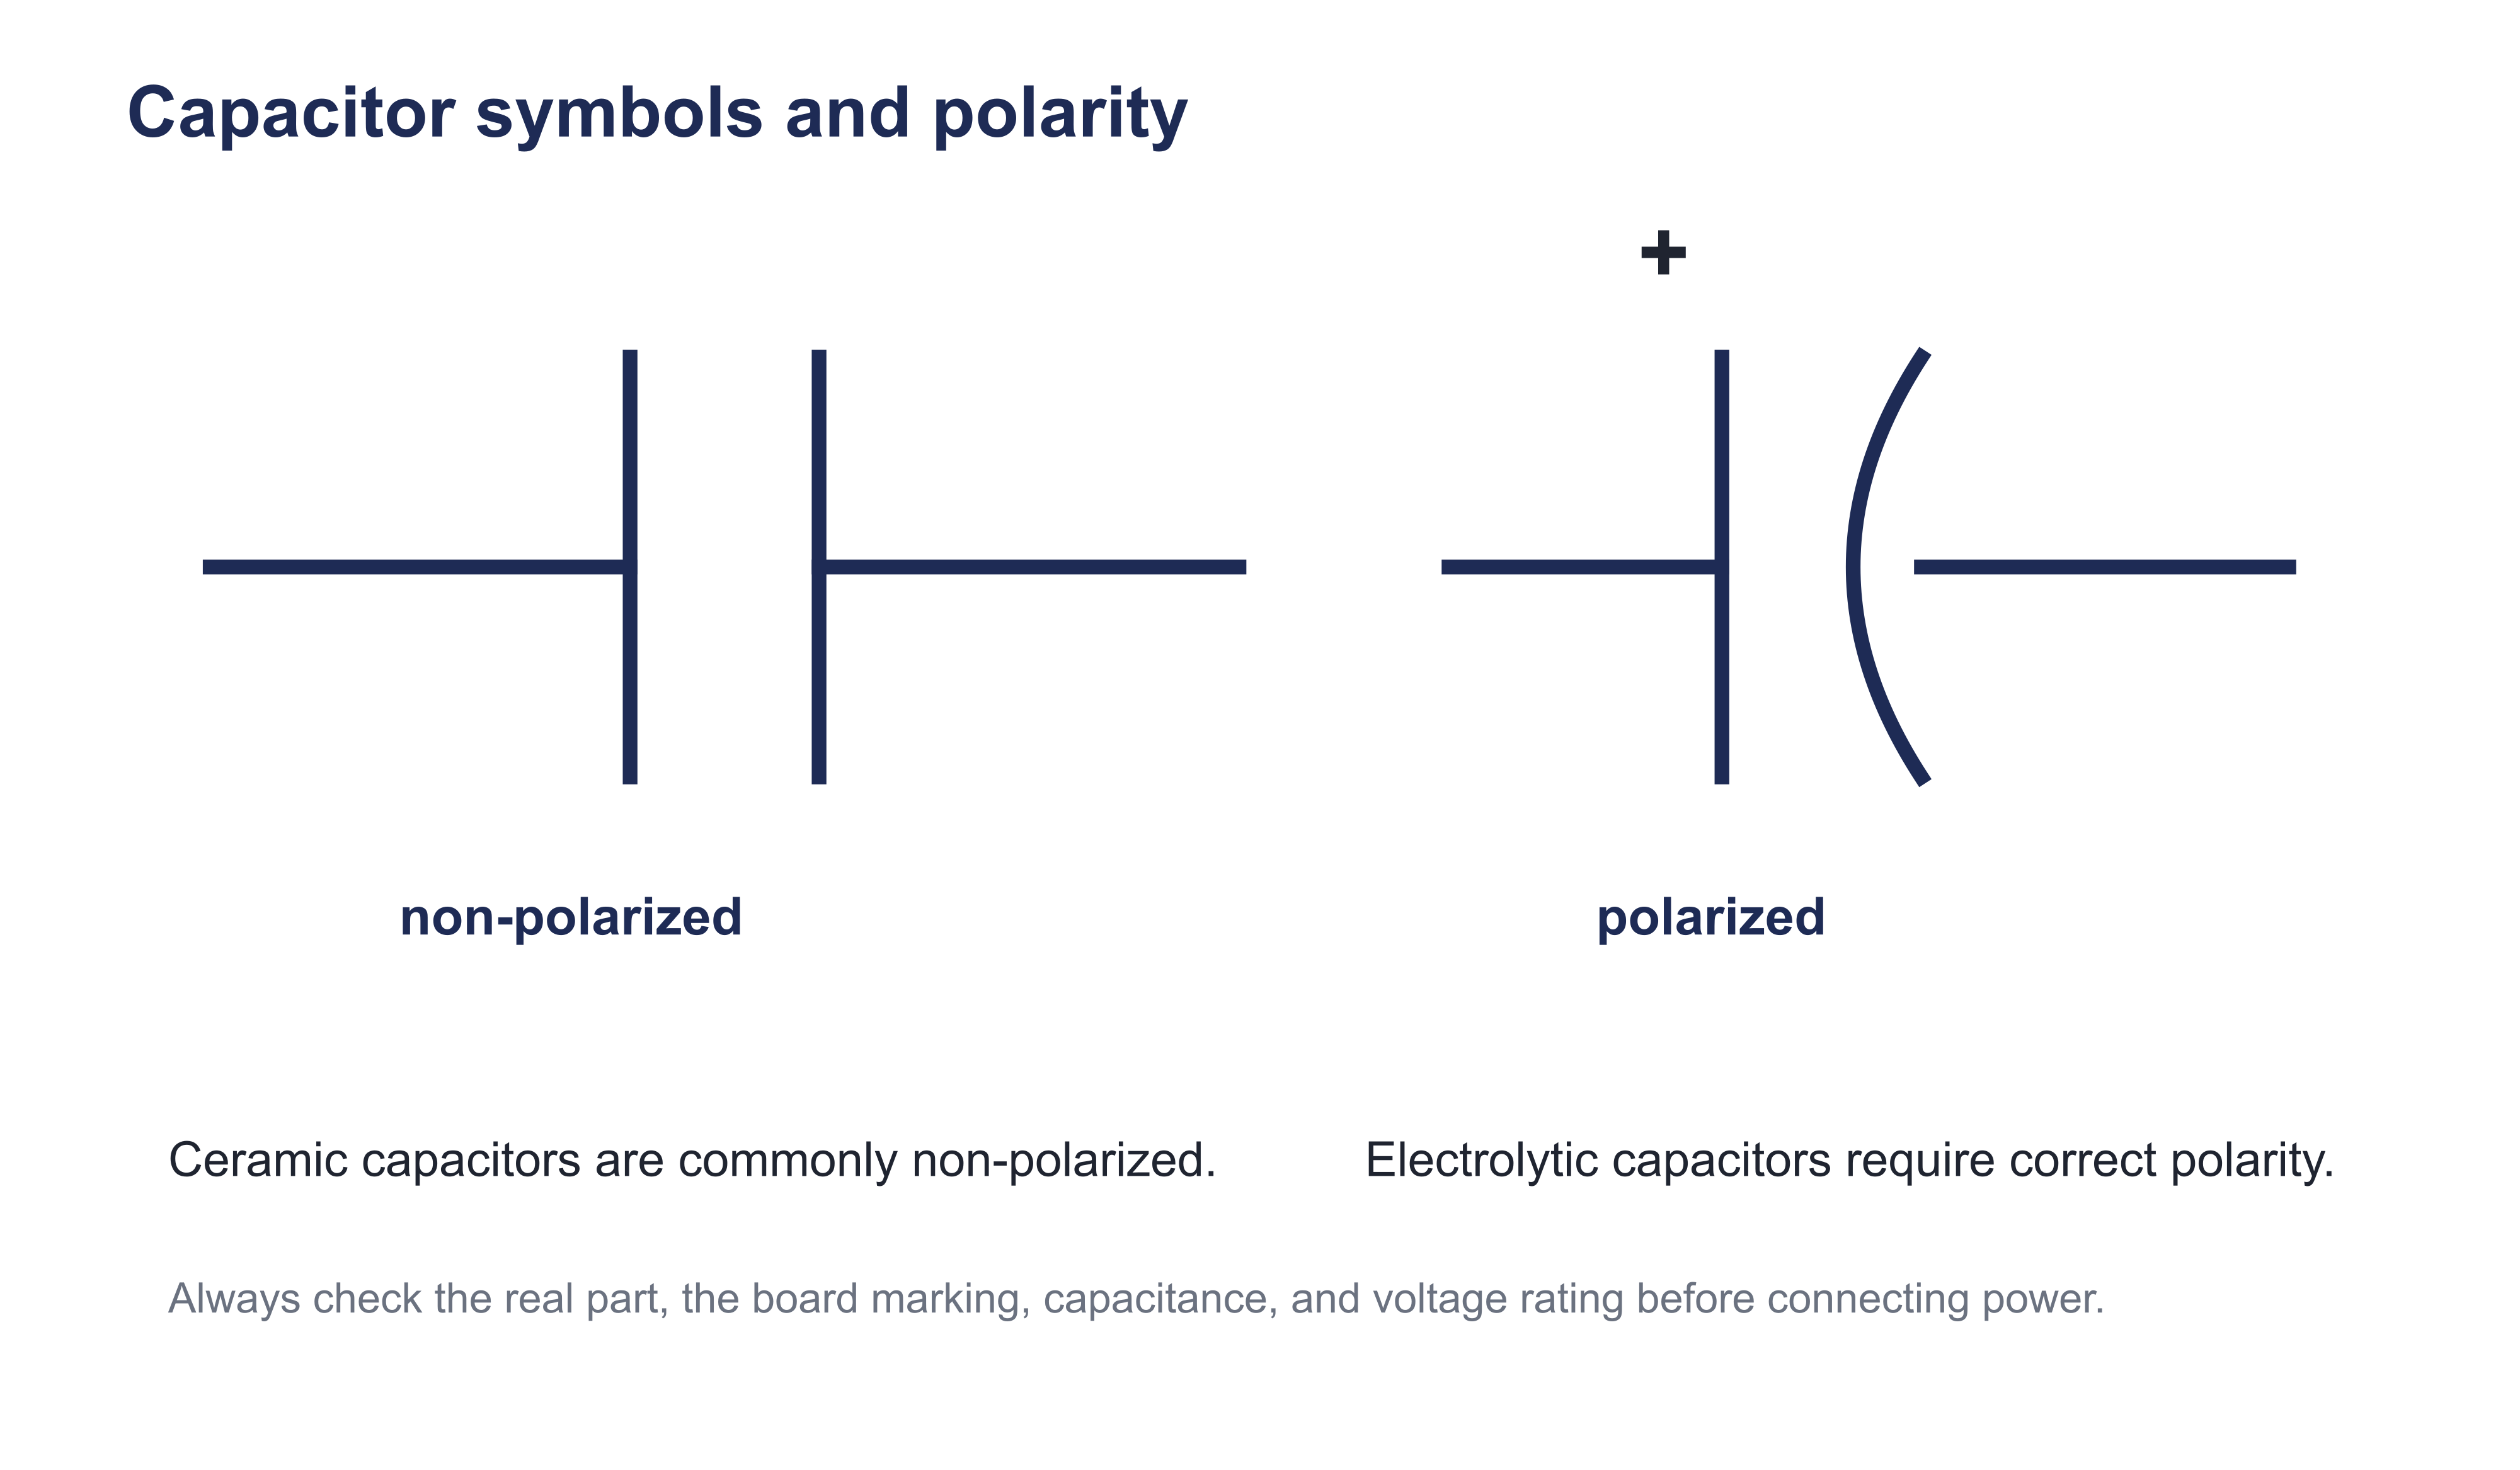 Capacitor symbols and polarity
+
non-polarized
polarized
Ceramic capacitors are commonly non-polarized.
Electrolytic capacitors require correct polarity.
Always check the real part, the board marking, capacitance, and voltage rating before connecting power.